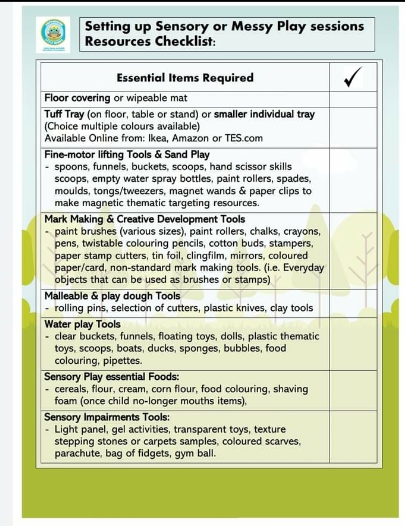 Setting up Sensory or Messy Play sessions
Resources Checklist:
Essential Items Required
Floor covering or wipeable mat
Tuff Tray (on floor, table or stand) or smaller individual tray
(Choice multiple colours available)
Available Online from: Ikea, Amazon or TES.com
Fine-motor lifting Tools & Sand Play
- spoons, funnels, buckets, scoops, hand scissor skills
scoops, empty water spray bottles, paint rollers, spades,
moulds, tongs/tweezers, magnet wands & paper clips to
make magnetic thematic targeting resources.
Mark Making & Creative Development Tools
- paint brushes (various sizes), paint rollers, chalks, crayons,
pens, twistable colouring pencils, cotton buds, stampers,
paper stamp cutters, tin foil, clingfilm, mirrors, coloured
paper/card, non-standard mark making tools. (i.e. Everyday
objects that can be used as brushes or stamps)
Malleable & play dough Tools
- rolling pins, selection of cutters, plastic knives, clay tools
Water play Tools
- clear buckets, funnels, floating toys, dolls, plastic thematic
toys, scoops, boats, ducks, sponges, bubbles, food
colouring, pipettes.
Sensory Play essential Foods:
- cereals, flour, cream, corn flour, food colouring, shaving
foam (once child no-longer mouths items),
Sensory Impairments Tools:
- Light panel, gel activities, transparent toys, texture
stepping stones or carpets samples, coloured scarves,
parachute, bag of fidgets, gym ball.